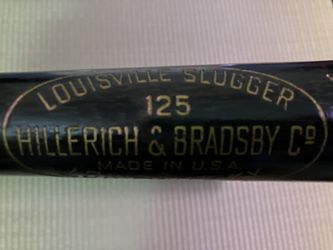 LOUISVILLE SLUGGER
125
HILLERICH & BRADSBY Co
MADE IN U.S.A